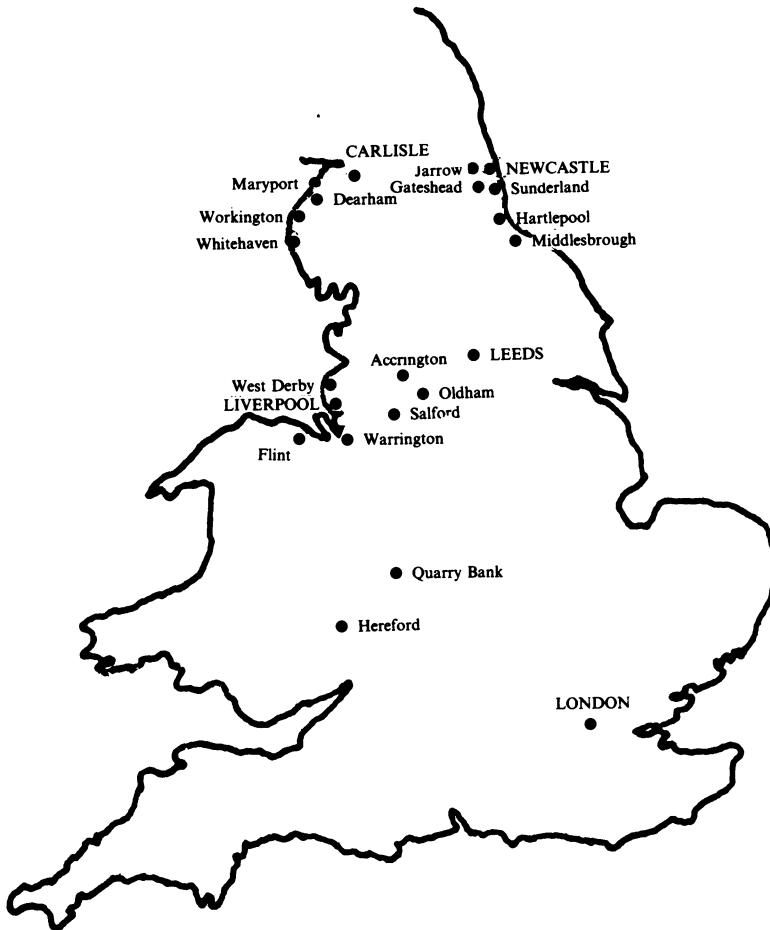 CARLISLE
Jarrow
NEWCASTLE
Maryport
Gateshead
Sunderland
Dearham
Workington
Hartlepool
Whitehaven
Middlesbrough
Accrington
LEEDS
West Derby
Oldham
LIVERPOOL
Salford
Warrington
Flint
Quarry Bank
Hereford
LONDON